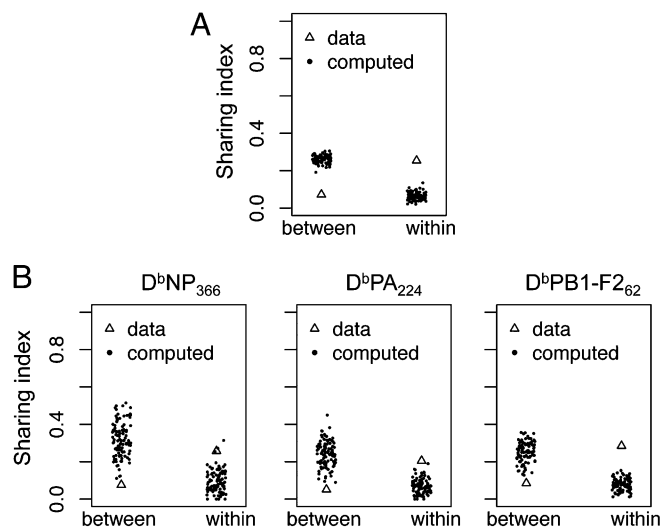 A
△ data
• computed
Sharing index
0.8
0.4
0.0
between within
B
DᵇNP₃₆₆ DᵇPA₂₂₄ DᵇPB1-F2₆₂
△ data △ data △ data
• computed • computed • computed
Sharing index
0.8
0.4
0.0
between within between within between within